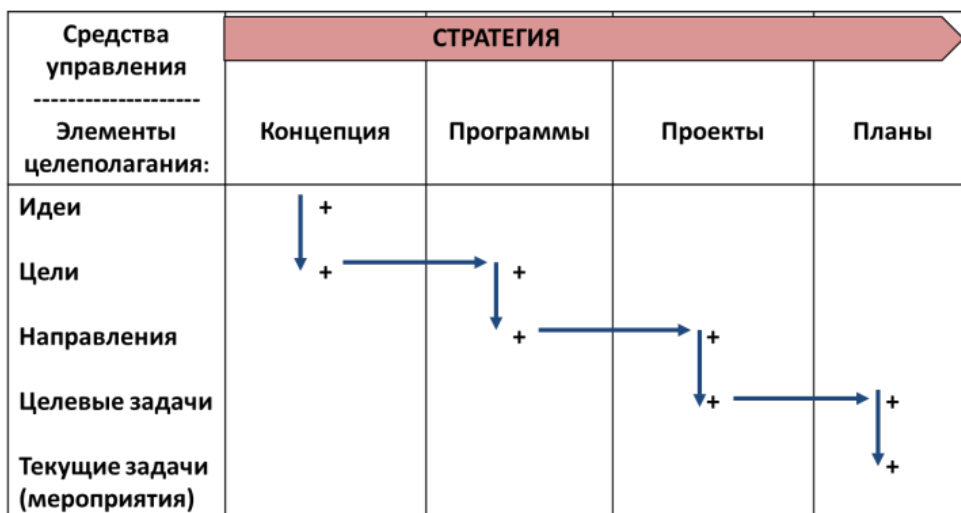 Средства
управления
--------------------
Элементы
целеполагания:
СТРАТЕГИЯ
Концепция
Программы
Проекты
Планы
Идеи
+
Цели
+
+
Направления
+
+
Целевые задачи
+
+
Текущие задачи
(мероприятия)
+